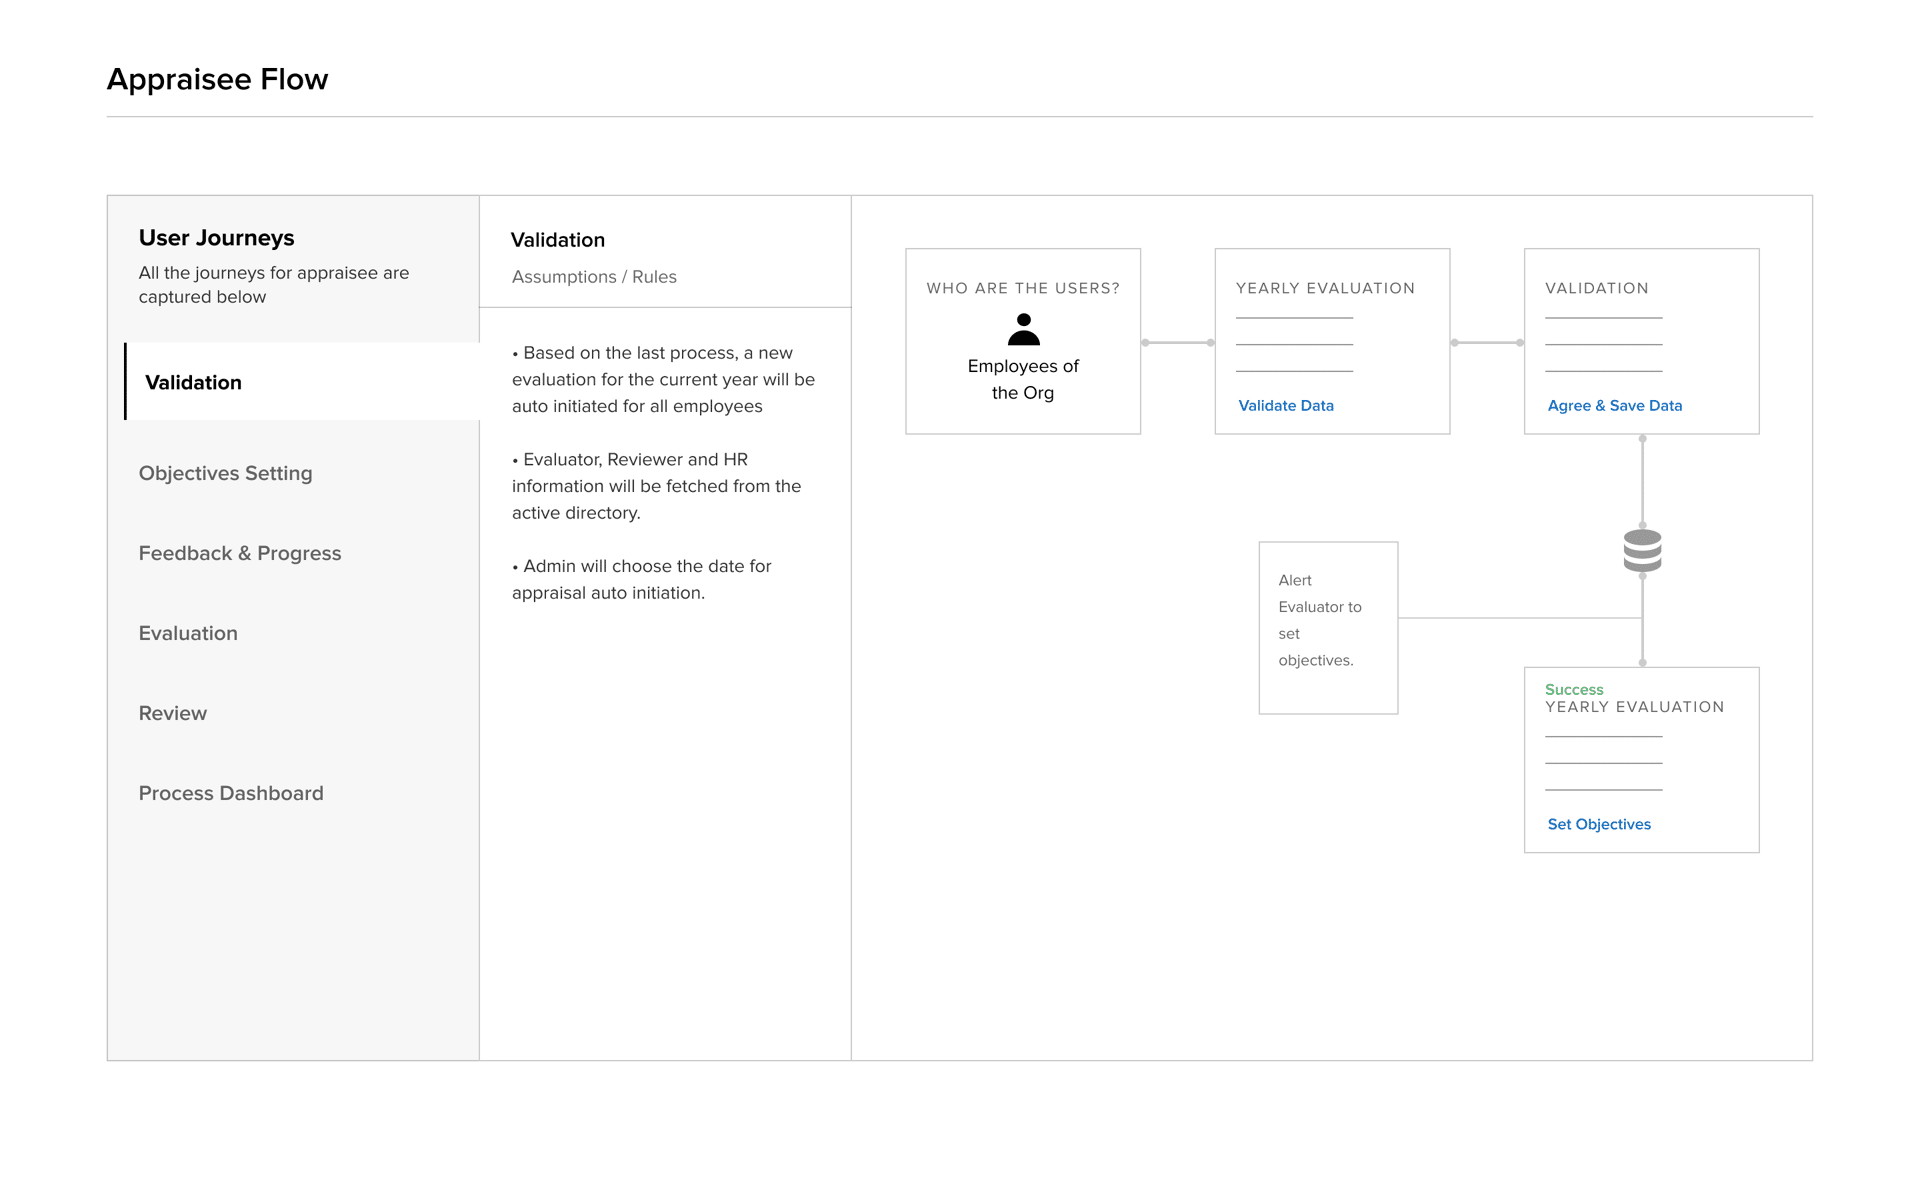 Appraisee Flow
User Journeys
All the journeys for appraisee are
captured below
Validation
Objectives Setting
Feedback & Progress
Evaluation
Review
Process Dashboard
Validation
Assumptions / Rules
• Based on the last process, a new
evaluation for the current year will be
auto initiated for all employees
• Evaluator, Reviewer and HR
information will be fetched from the
active directory.
• Admin will choose the date for
appraisal auto initiation.
WHO ARE THE USERS?
Employees of
the Org
YEARLY EVALUATION
Validate Data
VALIDATION
Agree & Save Data
Alert
Evaluator to
set
objectives.
Success
YEARLY EVALUATION
Set Objectives